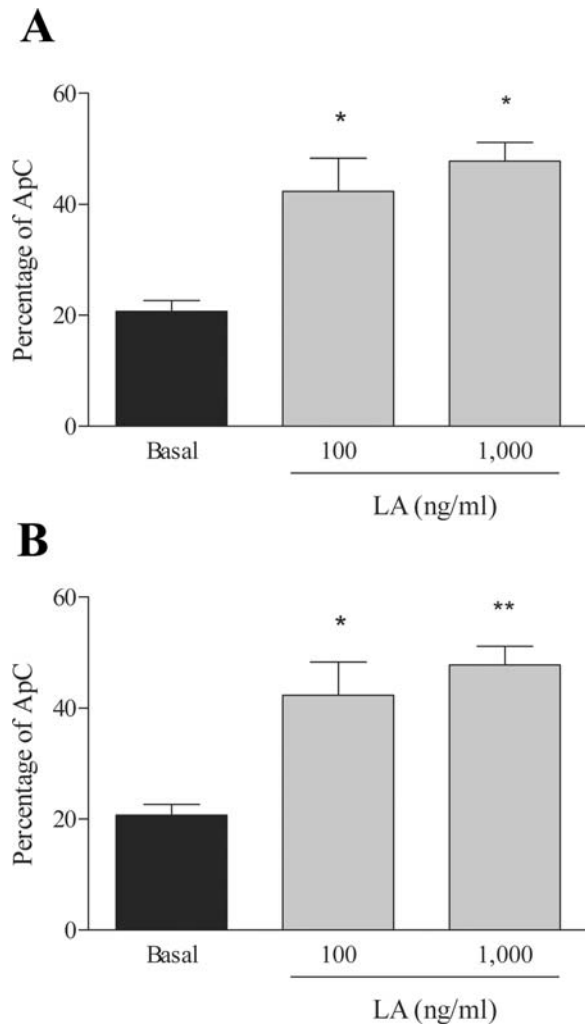 A
60
40
20
0
Percentage of ApC
*
*
Basal
100
1,000
LA (ng/ml)
B
60
40
20
0
Percentage of ApC
*
**
Basal
100
1,000
LA (ng/ml)